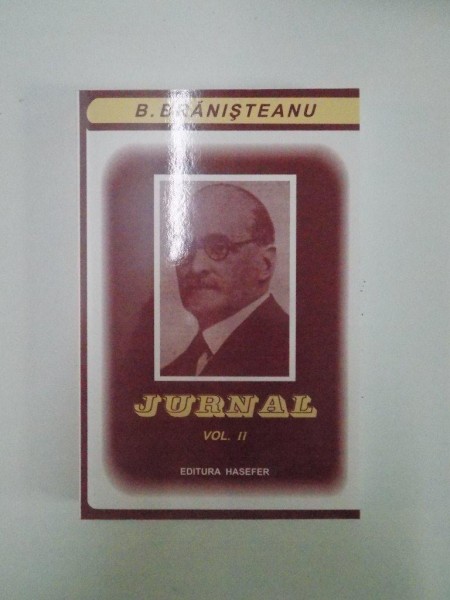 B. BRĂNIŞTEANU
JURNAL
VOL. II
EDITURA HASEFER